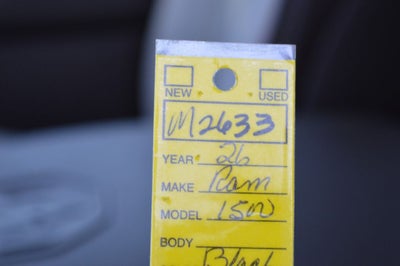 NEW USED
M2633
YEAR 26
MAKE Ram
MODEL 1500
BODY